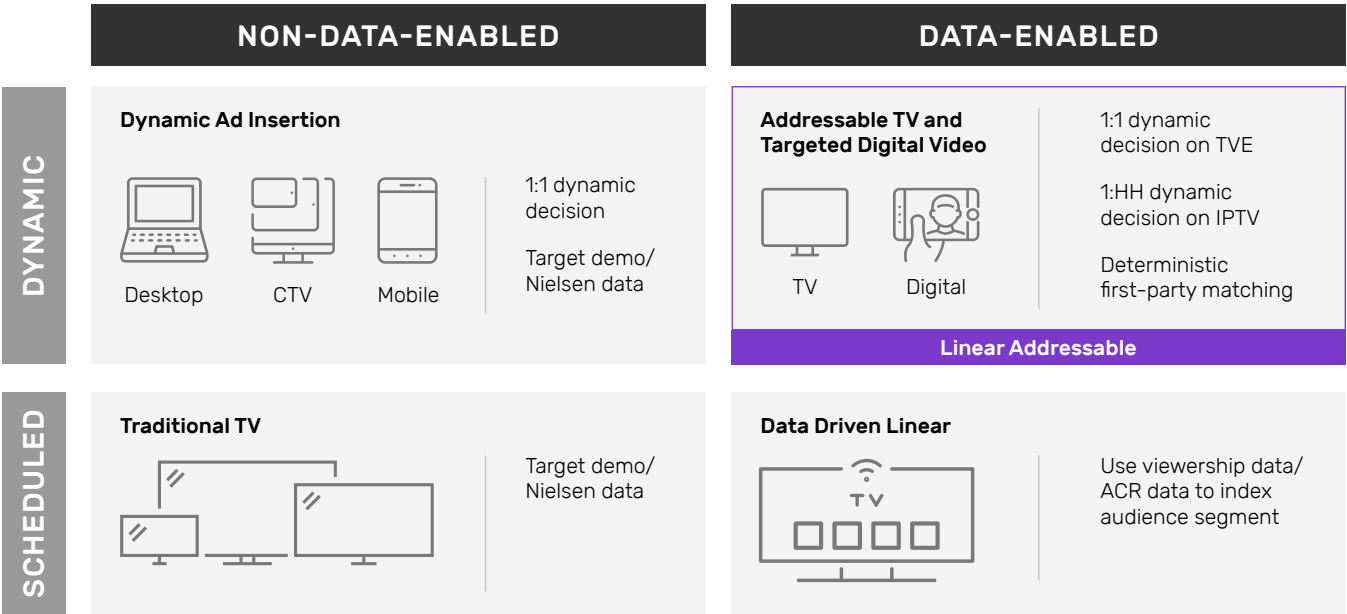 NON-DATA-ENABLED
DATA-ENABLED
DYNAMIC
Dynamic Ad Insertion
Desktop
CTV
Mobile
1:1 dynamic
decision
Target demo/
Nielsen data
Addressable TV and
Targeted Digital Video
TV
Digital
1:1 dynamic
decision on TVE
1:HH dynamic
decision on IPTV
Deterministic
first-party matching
Linear Addressable
SCHEDULED
Traditional TV
Target demo/
Nielsen data
Data Driven Linear
TV
Use viewership data/
ACR data to index
audience segment